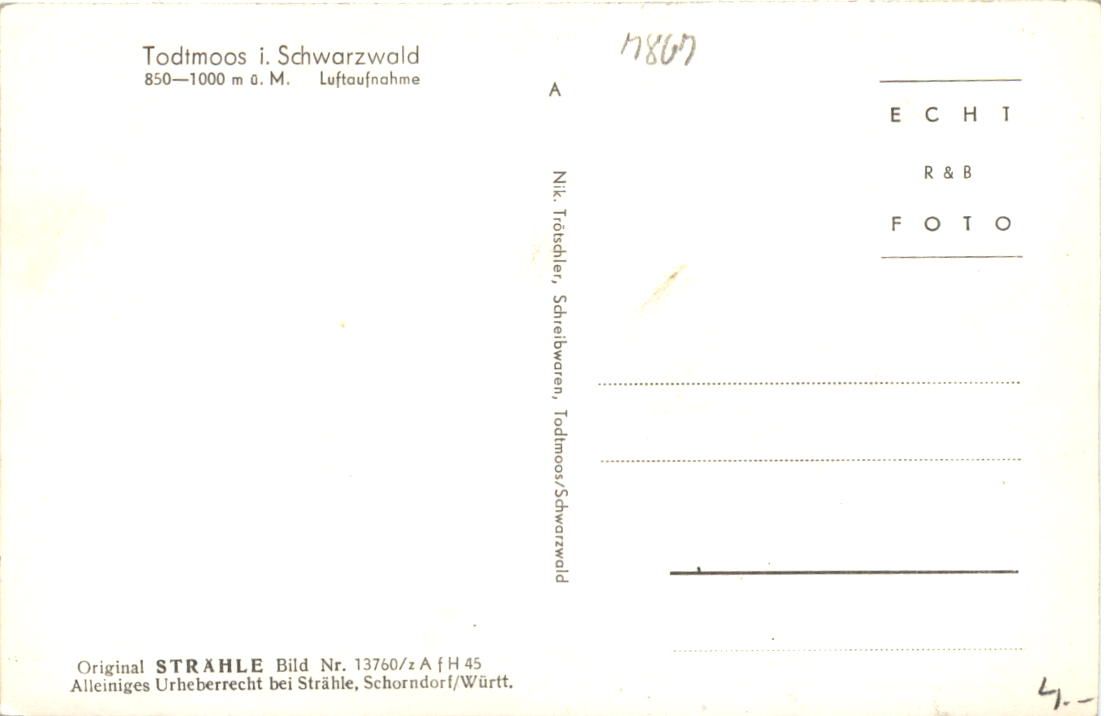 Todtmoos i. Schwarzwald
850—1000 m ü. M. Luftaufnahme
A
Nik. Trötschler, Schreibwaren, Todtmoos/Schwarzwald
ECHT
R & B
FOTO
Original STRÄHLE Bild Nr. 13760/z A f H 45
Alleiniges Urheberrecht bei Strähle, Schorndorf/Württ.
4.–